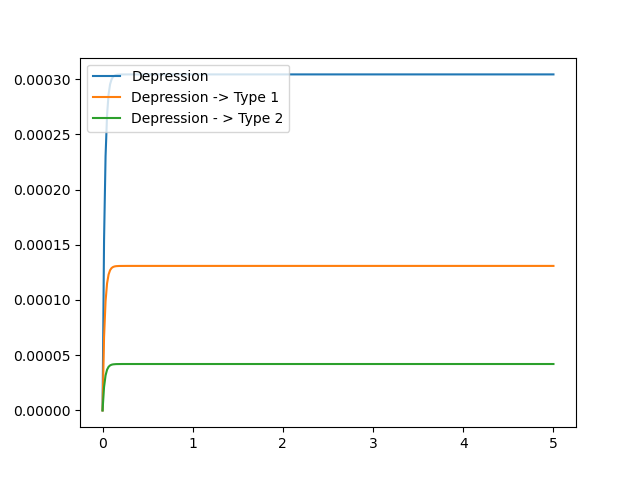 0.00030
0.00025
0.00020
0.00015
0.00010
0.00005
0.00000
Depression
Depression -> Type 1
Depression - > Type 2
0 1 2 3 4 5